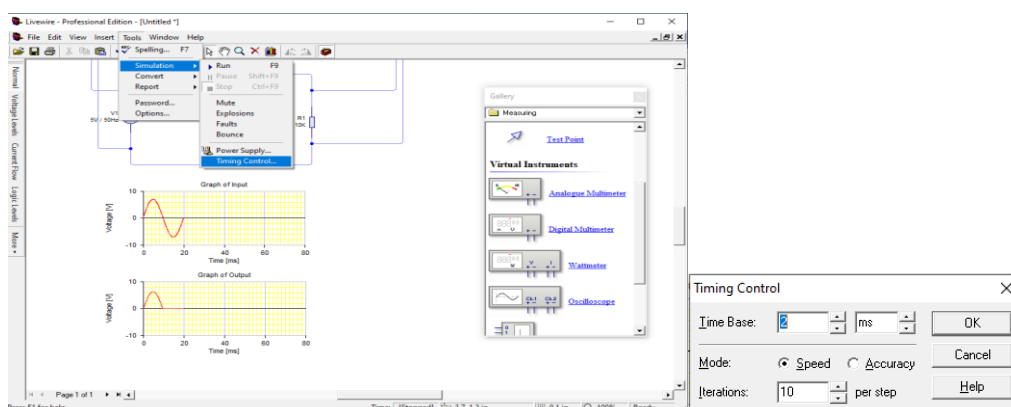 Livewire - Professional Edition - [Untitled *]
File Edit View Insert Tools Window Help
Spelling... F7
Simulation
Convert
Report
Password...
Options...
Run F9
Pause Shift+F9
Stop Ctrl+F9
Mute
Explosions
Faults
Bounce
Power Supply...
Timing Control...
Normal
Voltage Levels
Current Flow
Logic Levels
More
V1
5V / 50Hz
R1
10K
Graph of Input
Voltage [V]
10
0
-10
0 20 40 60 80
Time [ms]
Graph of Output
Voltage [V]
10
0
-10
0 20 40 60 80
Time [ms]
Gallery
Measuring
Test Point
Virtual Instruments
Analogue Multimeter
Digital Multimeter
Wattmeter
Ch.1 Ch.2
Oscilloscope
Page 1 of 1
Timing Control
Time Base: 2 ms
OK
Mode: Speed Accuracy
Cancel
Iterations: 10 per step
Help